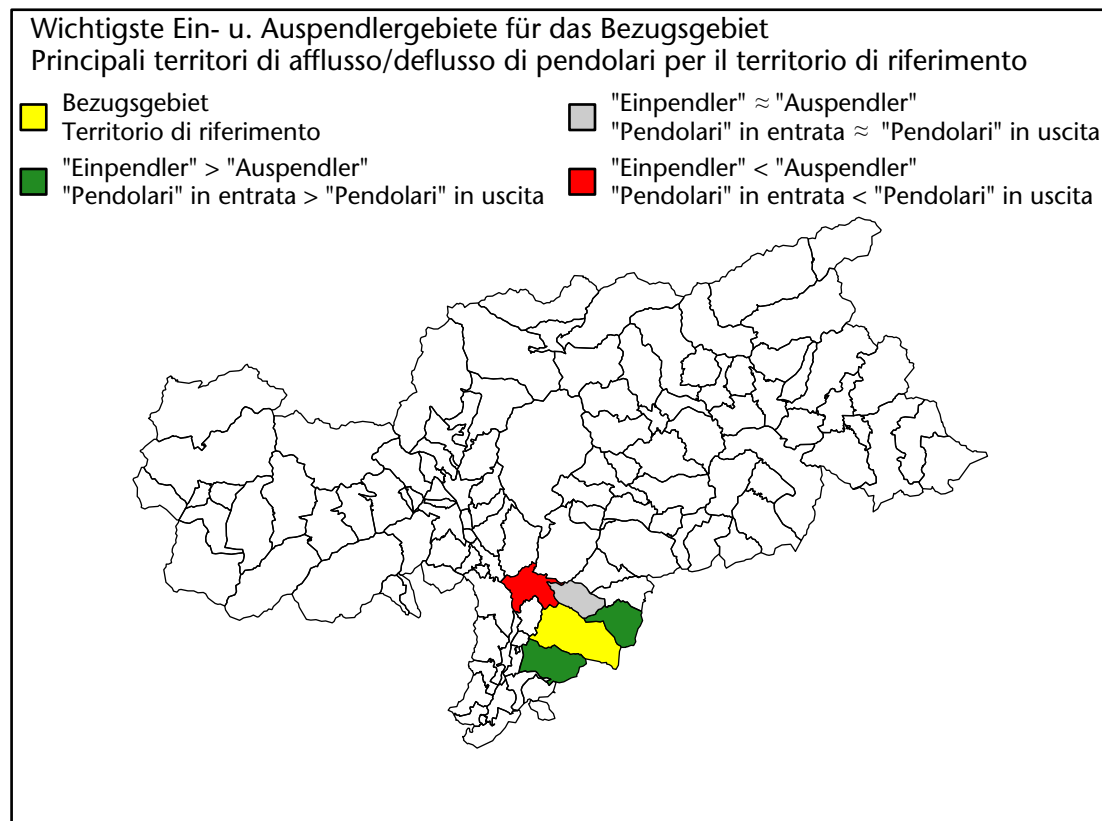 Wichtigste Ein- u. Auspendlergebiete für das Bezugsgebiet
Principali territori di afflusso/deflusso di pendolari per il territorio di riferimento
Bezugsgebiet
Territorio di riferimento
"Einpendler" > "Auspendler"
"Pendolari" in entrata > "Pendolari" in uscita
"Einpendler" ≈ "Auspendler"
"Pendolari" in entrata ≈ "Pendolari" in uscita
"Einpendler" < "Auspendler"
"Pendolari" in entrata < "Pendolari" in uscita